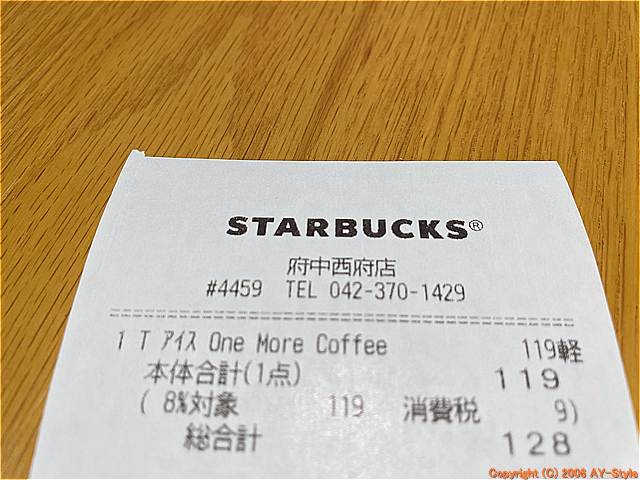 STARBUCKS®
府中西府店
#4459 TEL 042-370-1429
1 T アイス One More Coffee 119軽
本体合計(1点) 119
( 8%対象 119 消費税 9)
総合計 128
Copyright (C) 2006 AY-Style